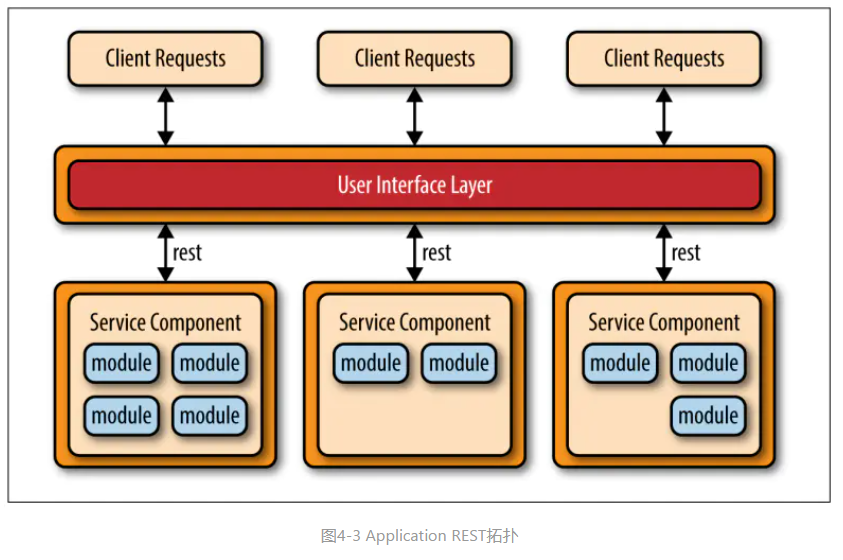 Client Requests Client Requests Client Requests
User Interface Layer
rest rest rest
Service Component Service Component Service Component
module module module module module module
module module module
图4-3 Application REST拓扑